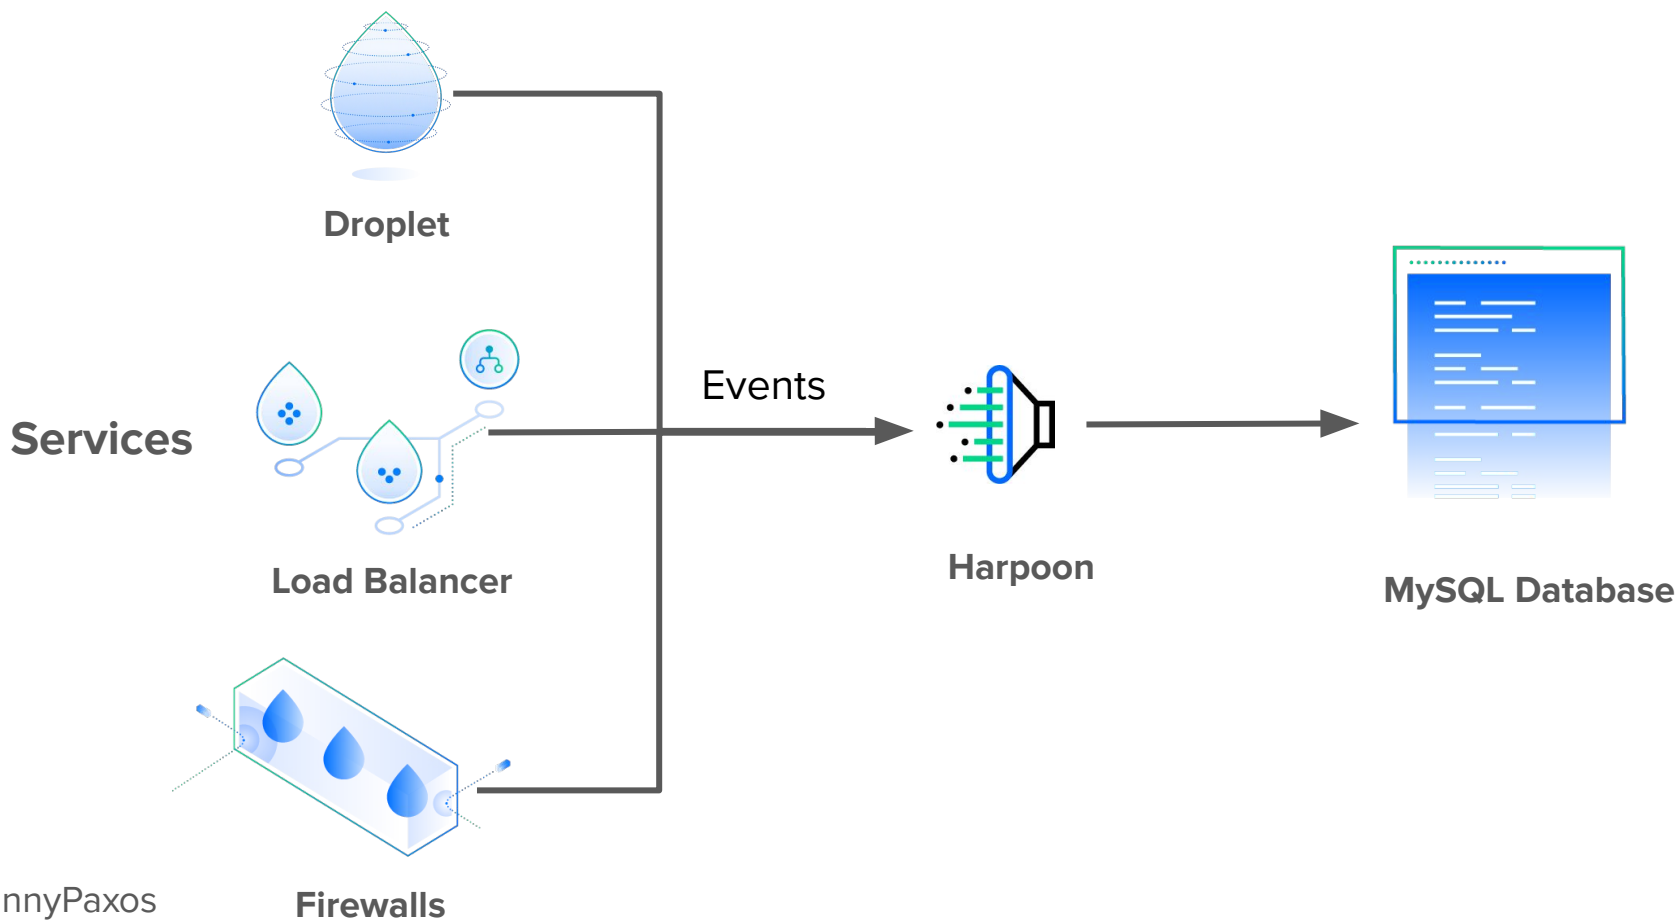 Droplet
Events
Services
Harpoon
Load Balancer
MySQL Database
nnyPaxos
Firewalls